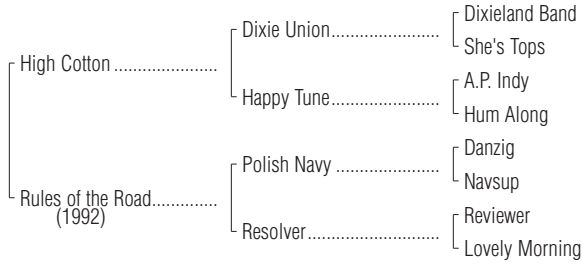 Dixieland Band
Dixie Union
She's Tops
High Cotton
A.P. Indy
Happy Tune
Hum Along
Danzig
Polish Navy
Navsup
Rules of the Road
(1992)
Reviewer
Resolver
Lovely Morning